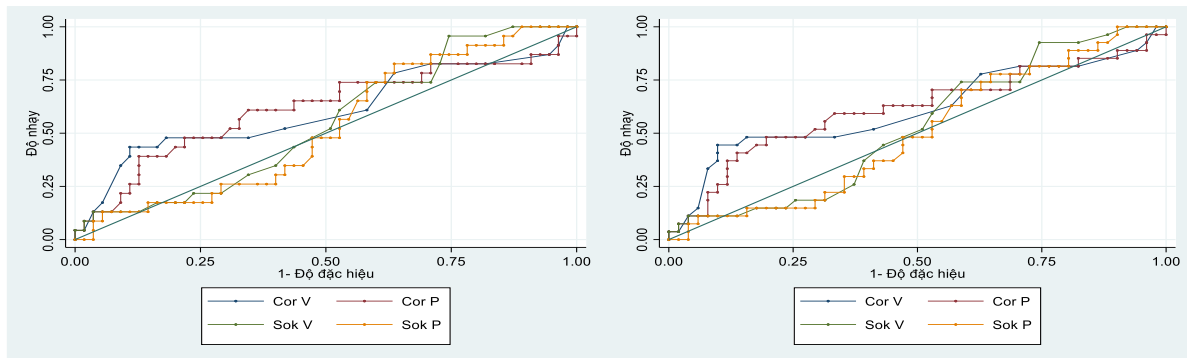 1.00
0.75
0.50
0.25
0.00
Độ nhạy
0.00 0.25 0.50 0.75 1.00
1- Độ đặc hiệu
Cor V Cor P
Sok V Sok P
1.00
0.75
0.50
0.25
0.00
Độ nhạy
0.00 0.25 0.50 0.75 1.00
1- Độ đặc hiệu
Cor V Cor P
Sok V Sok P